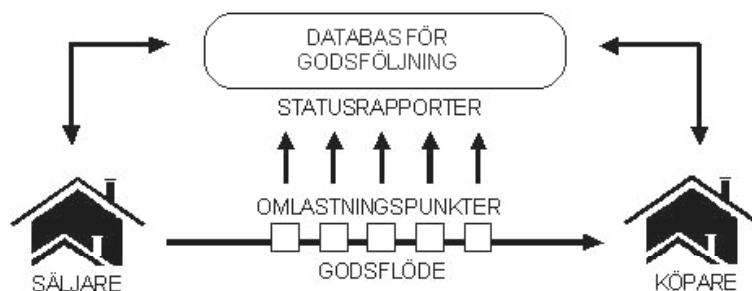 DATABAS FÖR
GODSFÖLJNING
STATUSRAPPORTER
OMLASTNINGSPUNKTER
GODSFLÖDE
SÄLJARE
KÖPARE